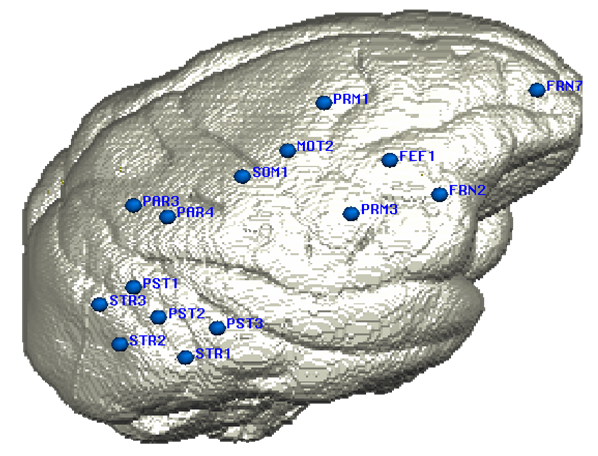 FRN7
PRM1
MOT2
FEF1
SOM1
FRN2
PAR3
PAR4
PRM3
PST1
STR3
PST2
PST3
STR2
STR1